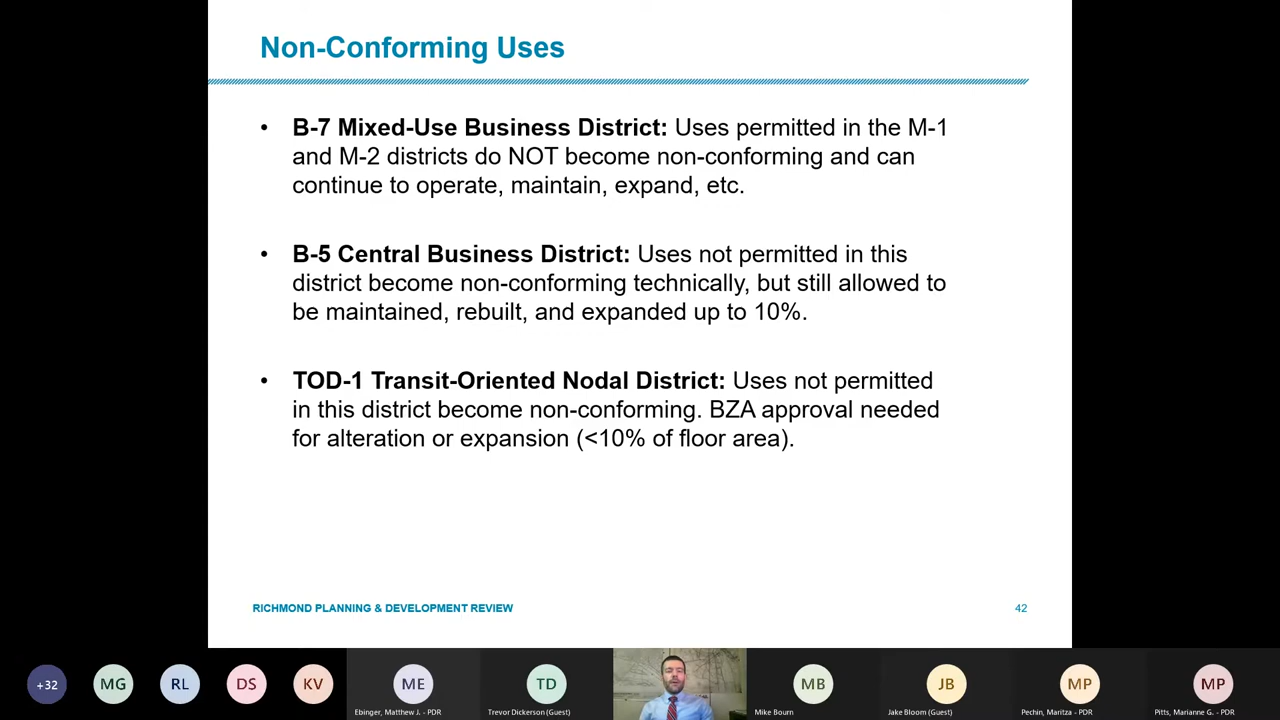 Non-Conforming Uses
• B-7 Mixed-Use Business District: Uses permitted in the M-1
and M-2 districts do NOT become non-conforming and can
continue to operate, maintain, expand, etc.
• B-5 Central Business District: Uses not permitted in this
district become non-conforming technically, but still allowed to
be maintained, rebuilt, and expanded up to 10%.
• TOD-1 Transit-Oriented Nodal District: Uses not permitted
in this district become non-conforming. BZA approval needed
for alteration or expansion (<10% of floor area).
RICHMOND PLANNING & DEVELOPMENT REVIEW 42
+32 MG RL DS KV ME TD MB JB MP MP
Ebinger, Matthew J. - PDR Trevor Dickerson (Guest) Mike Bourn Jake Bloom (Guest) Pechin, Maritza - PDR Pitts, Marianne G. - PDR